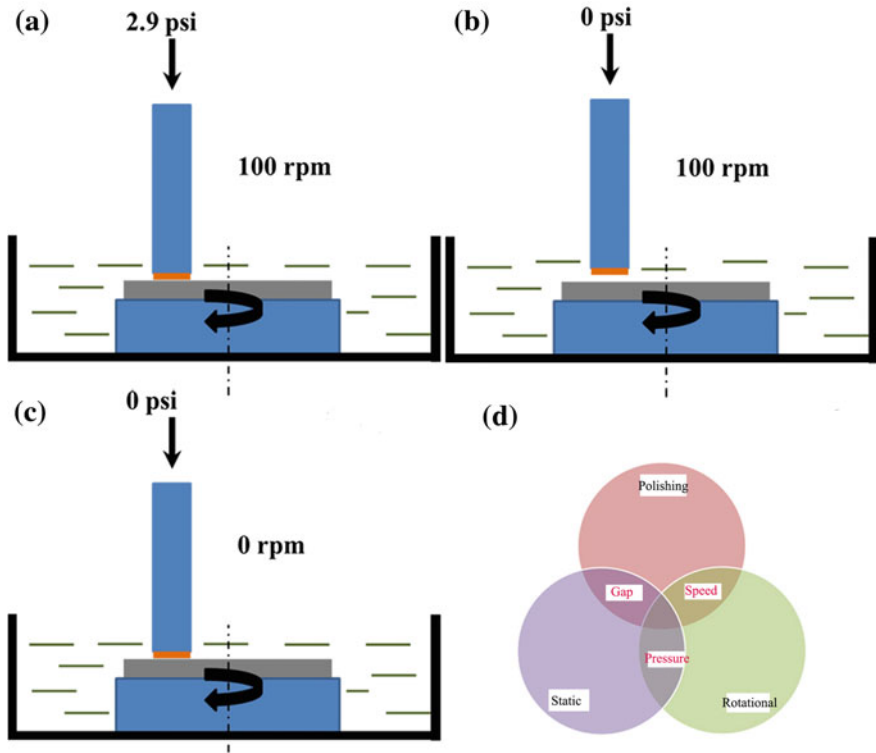 (a)
2.9 psi
100 rpm
(b)
0 psi
100 rpm
(c)
0 psi
0 rpm
(d)
Polishing
Gap
Speed
Pressure
Static
Rotational